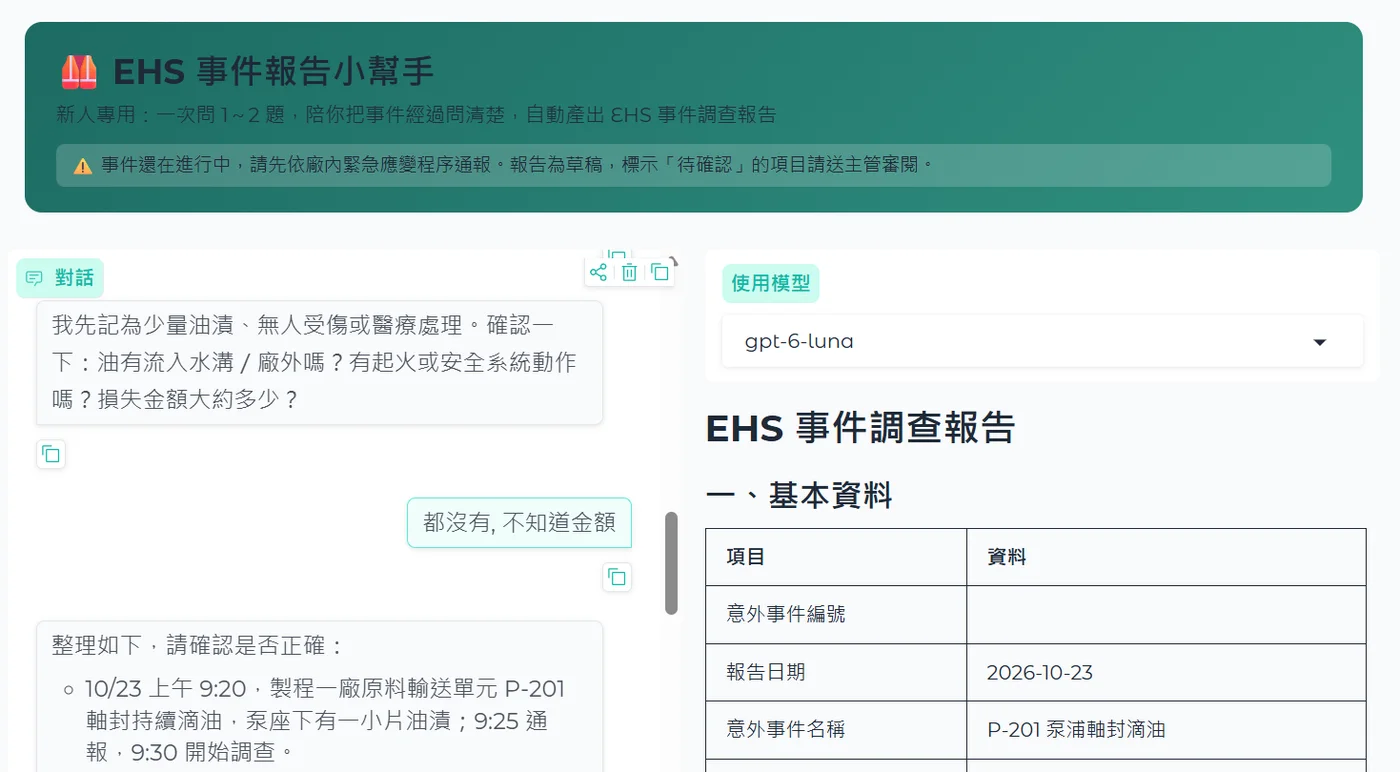 EHS 事件報告小幫手
新人專用：一次問 1~2 題，陪你把事件經過問清楚，自動產出 EHS 事件調查報告
事件還在進行中，請先依廠內緊急應變程序通報。報告為草稿，標示「待確認」的項目請送主管審閱。
對話
我先記為少量油漬、無人受傷或醫療處理。確認一
下：油有流入水溝 / 廠外嗎？有起火或安全系統動作
嗎？損失金額大約多少？
都沒有, 不知道金額
整理如下，請確認是否正確：
10/23 上午 9:20，製程一廠原料輸送單元 P-201
軸封持續滴油，泵座下有一小片油漬；9:25 通
報，9:30 開始調查。
使用模型
gpt-6-luna
EHS 事件調查報告
一、基本資料
項目 資料
意外事件編號
報告日期 2026-10-23
意外事件名稱 P-201 泵浦軸封滴油